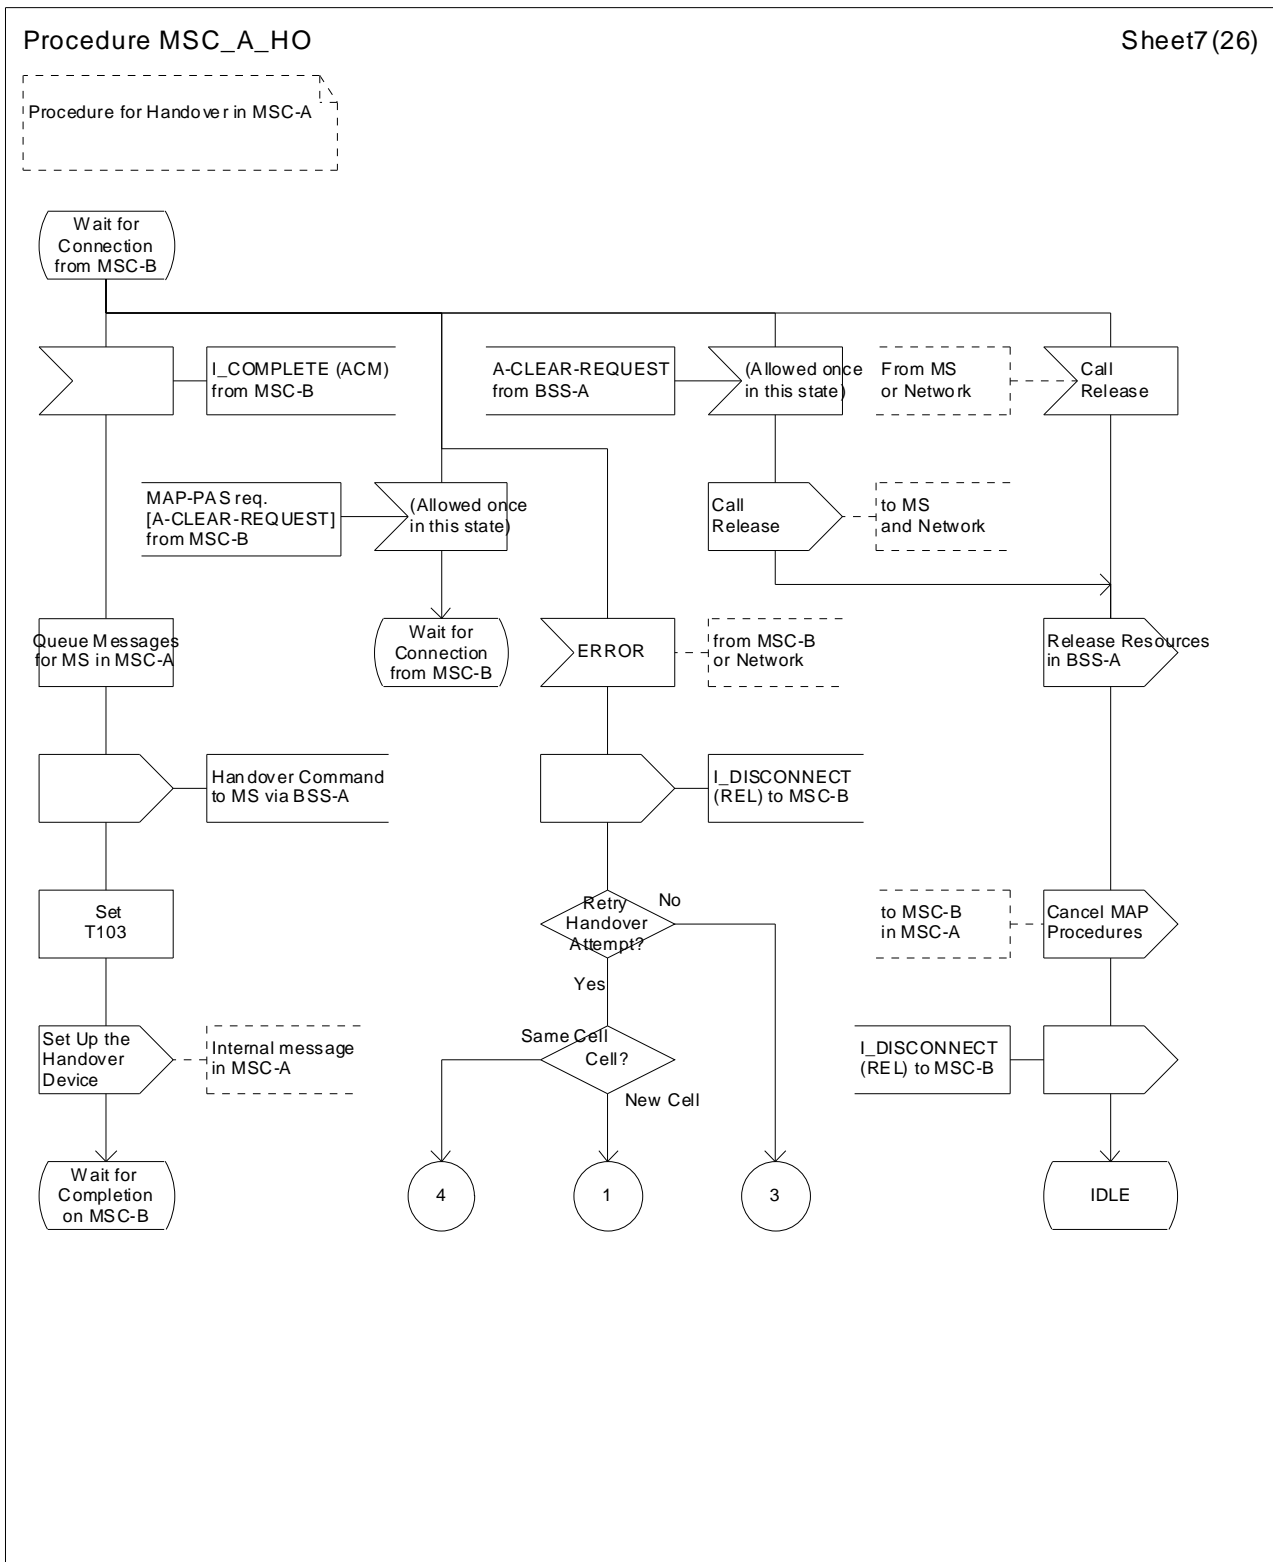 Procedure MSC_A_HO
Sheet7(26)
Procedure for Handover in MSC-A
Wait for
Connection
from MSC-B
I_COMPLETE (ACM)
from MSC-B
A-CLEAR-REQUEST
from BSS-A
(Allowed once
in this state)
From MS
or Network
Call
Release
MAP-PAS req.
[A-CLEAR-REQUEST]
from MSC-B
(Allowed once
in this state)
Call
Release
to MS
and Network
Queue Messages
for MS in MSC-A
Wait for
Connection
from MSC-B
ERROR
from MSC-B
or Network
Release Resources
in BSS-A
Handover Command
to MS via BSS-A
I_DISCONNECT
(REL) to MSC-B
Set
T103
Retry
Handover
Attempt?
No
Yes
to MSC-B
in MSC-A
Cancel MAP
Procedures
Set Up the
Handover
Device
Internal message
in MSC-A
Same Cell
Cell?
New Cell
I_DISCONNECT
(REL) to MSC-B
Wait for
Completion
on MSC-B
4
1
3
IDLE